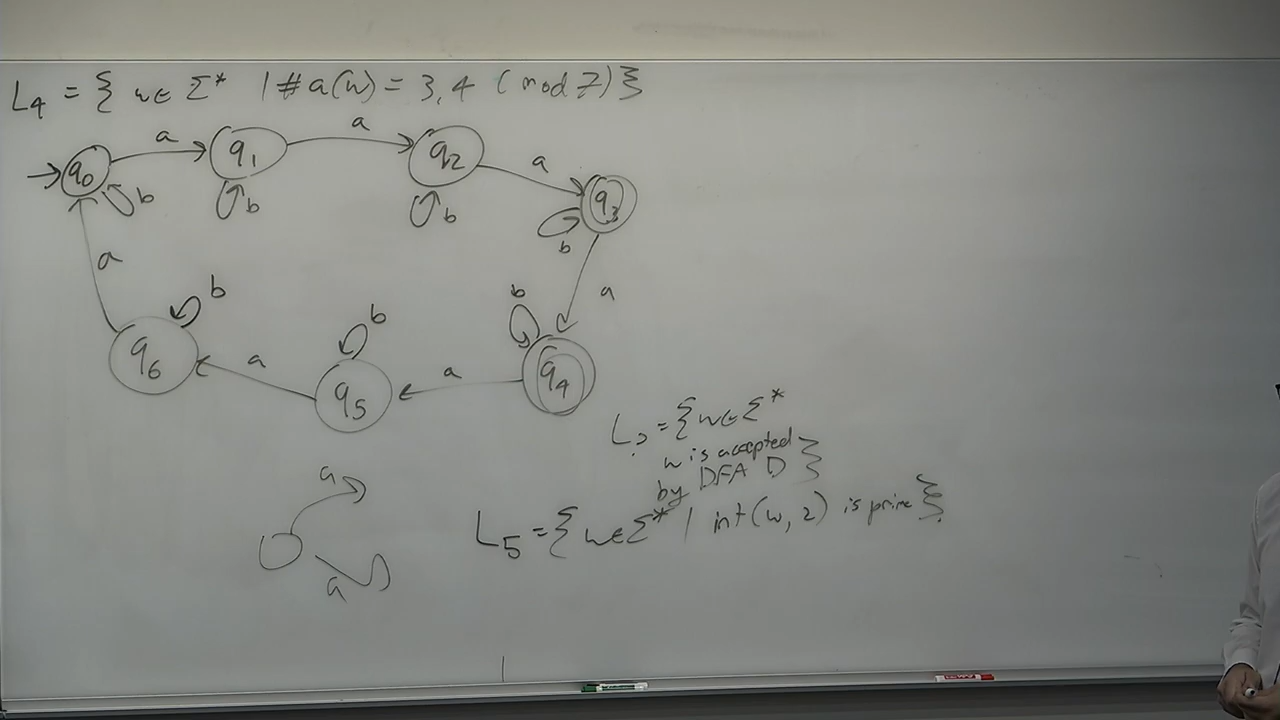 L4 = { w∈ Σ* | #a(w) = 3,4 (mod 7) }
a
a
q0
b
q1
b
q2
b
a
q3
b
a
a
b
q6
a
b
q5
a
b
q4
L? = { w∈ Σ*
w is accepted
by DFA D }
L5 = { w∈Σ* | int(w, 2) is prime }
a
a